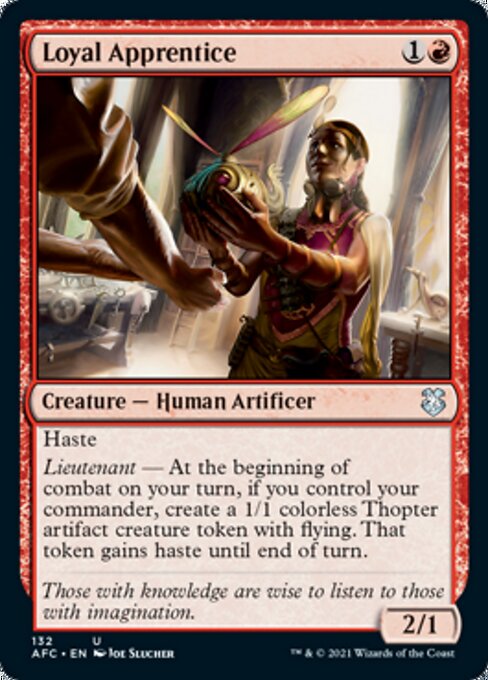 Loyal Apprentice 1
Creature — Human Artificer
Haste
Lieutenant — At the beginning of
combat on your turn, if you control your
commander, create a 1/1 colorless Thopter
artifact creature token with flying. That
token gains haste until end of turn.
Those with knowledge are wise to listen to those
with imagination.
2/1
132 U
AFC • EN Joe Slucher ™ & © 2021 Wizards of the Coast